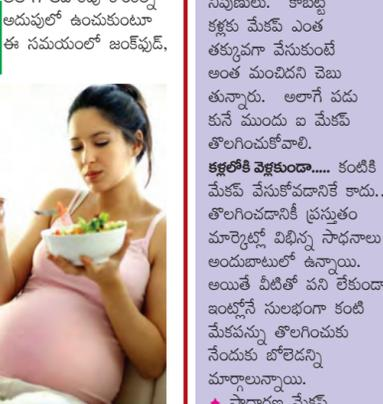 అదుపులో ఉంచుకుంటూ
ఈ సమయంలో జంక్‌ఫుడ్,
నిపుణులు. కాబట్టి
కళ్లకు మేకప్ ఎంత
తక్కువగా వేసుకుంటే
అంత మంచిదని చెబు
తున్నారు. అలాగే పడు
కునే ముందు ఐ మేకప్
తొలగించుకోవాలి.
కళ్లలోకి వెళ్లకుండా..... కంటికి
మేకప్ వేసుకోవడానికే కాదు..
తొలగించడానికీ ప్రస్తుతం
మార్కెట్లో విభిన్న సాధనాలు
అందుబాటులో ఉన్నాయి.
అయితే వీటితో పని లేకుండా
ఇంట్లోనే సులభంగా కంటి
మేకప్‌ను తొలగించుకు
నేందుకు బోలెడన్ని
మార్గాలున్నాయి.